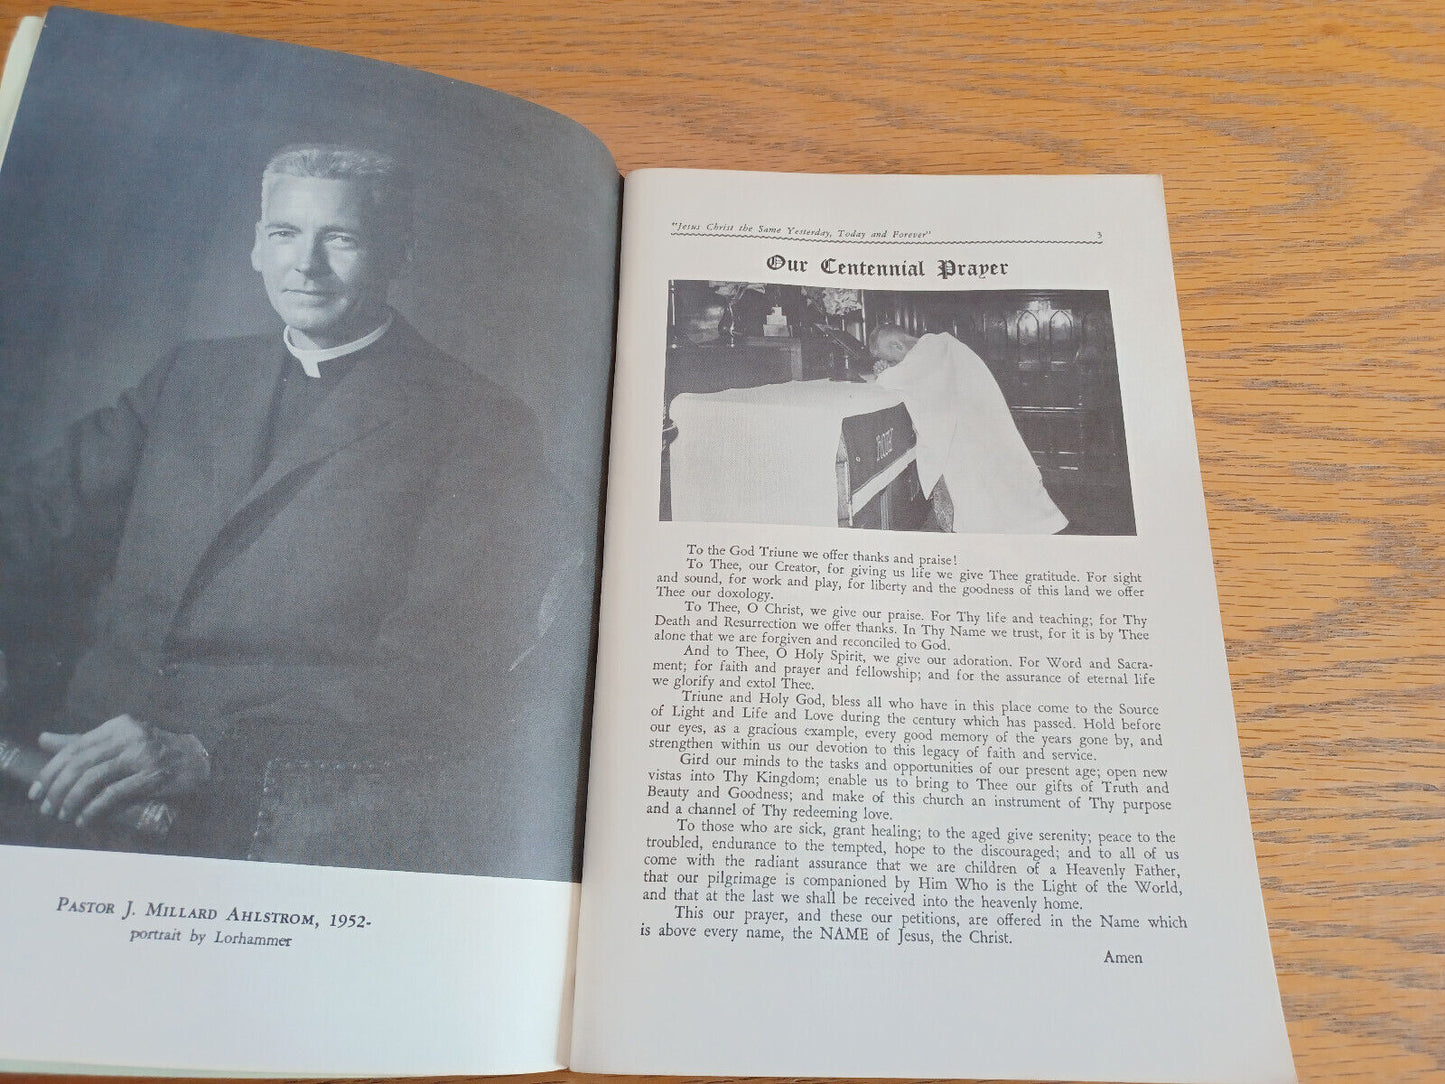 PASTOR J. MILLARD AHLSTROM, 1952-
portrait by Lorhammer
"Jesus Christ the Same Yesterday, Today and Forever" 3
Our Centennial Prayer
To the God Triune we offer thanks and praise!
To Thee, our Creator, for giving us life we give Thee gratitude. For sight
and sound, for work and play, for liberty and the goodness of this land we offer
Thee our doxology.
To Thee, O Christ, we give our praise. For Thy life and teaching; for Thy
Death and Resurrection we offer thanks. In Thy Name we trust, for it is by Thee
alone that we are forgiven and reconciled to God.
And to Thee, O Holy Spirit, we give our adoration. For Word and Sacra-
ment; for faith and prayer and fellowship; and for the assurance of eternal life
we glorify and extol Thee.
Triune and Holy God, bless all who have in this place come to the Source
of Light and Life and Love during the century which has passed. Hold before
our eyes, as a gracious example, every good memory of the years gone by, and
strengthen within us our devotion to this legacy of faith and service.
Gird our minds to the tasks and opportunities of our present age; open new
vistas into Thy Kingdom; enable us to bring to Thee our gifts of Truth and
Beauty and Goodness; and make of this church an instrument of Thy purpose
and a channel of Thy redeeming love.
To those who are sick, grant healing; to the aged give serenity; peace to the
troubled, endurance to the tempted, hope to the discouraged; and to all of us
come with the radiant assurance that we are children of a Heavenly Father,
that our pilgrimage is companioned by Him Who is the Light of the World,
and that at the last we shall be received into the heavenly home.
This our prayer, and these our petitions, are offered in the Name which
is above every name, the NAME of Jesus, the Christ.
Amen